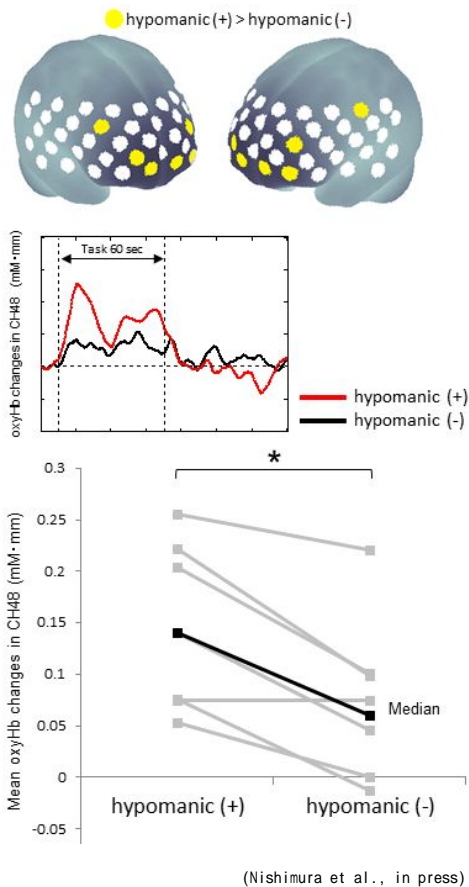 hypomanic (+) > hypomanic (-)
Task 60 sec
oxyHb changes in CH48 (mM·mm)
hypomanic (+)
hypomanic (-)
*
0.3
0.25
0.2
0.15
0.1
0.05
0
-0.05
Mean oxyHb changes in CH48 (mM·mm)
Median
hypomanic (+) hypomanic (-)
(Nishimura et al., in press)